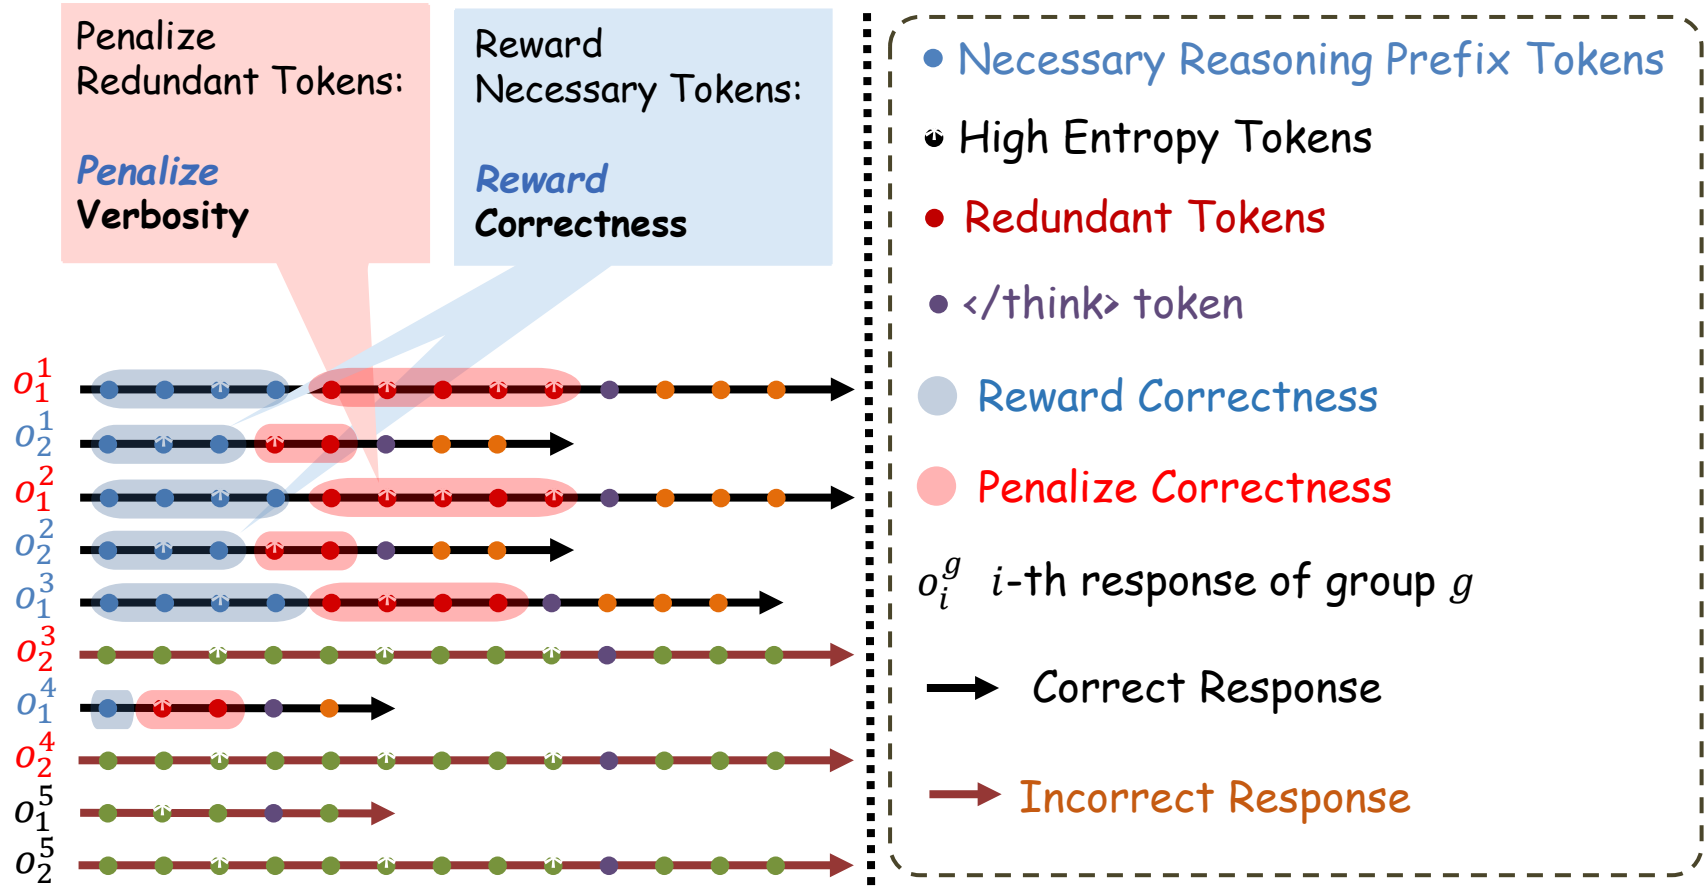 Penalize
Redundant Tokens:
Penalize
Verbosity
Reward
Necessary Tokens:
Reward
Correctness
o_1^1
o_2^1
o_1^2
o_2^2
o_1^3
o_2^3
o_1^4
o_2^4
o_1^5
o_2^5
Necessary Reasoning Prefix Tokens
High Entropy Tokens
Redundant Tokens
</think> token
Reward Correctness
Penalize Correctness
o_i^g i-th response of group g
Correct Response
Incorrect Response